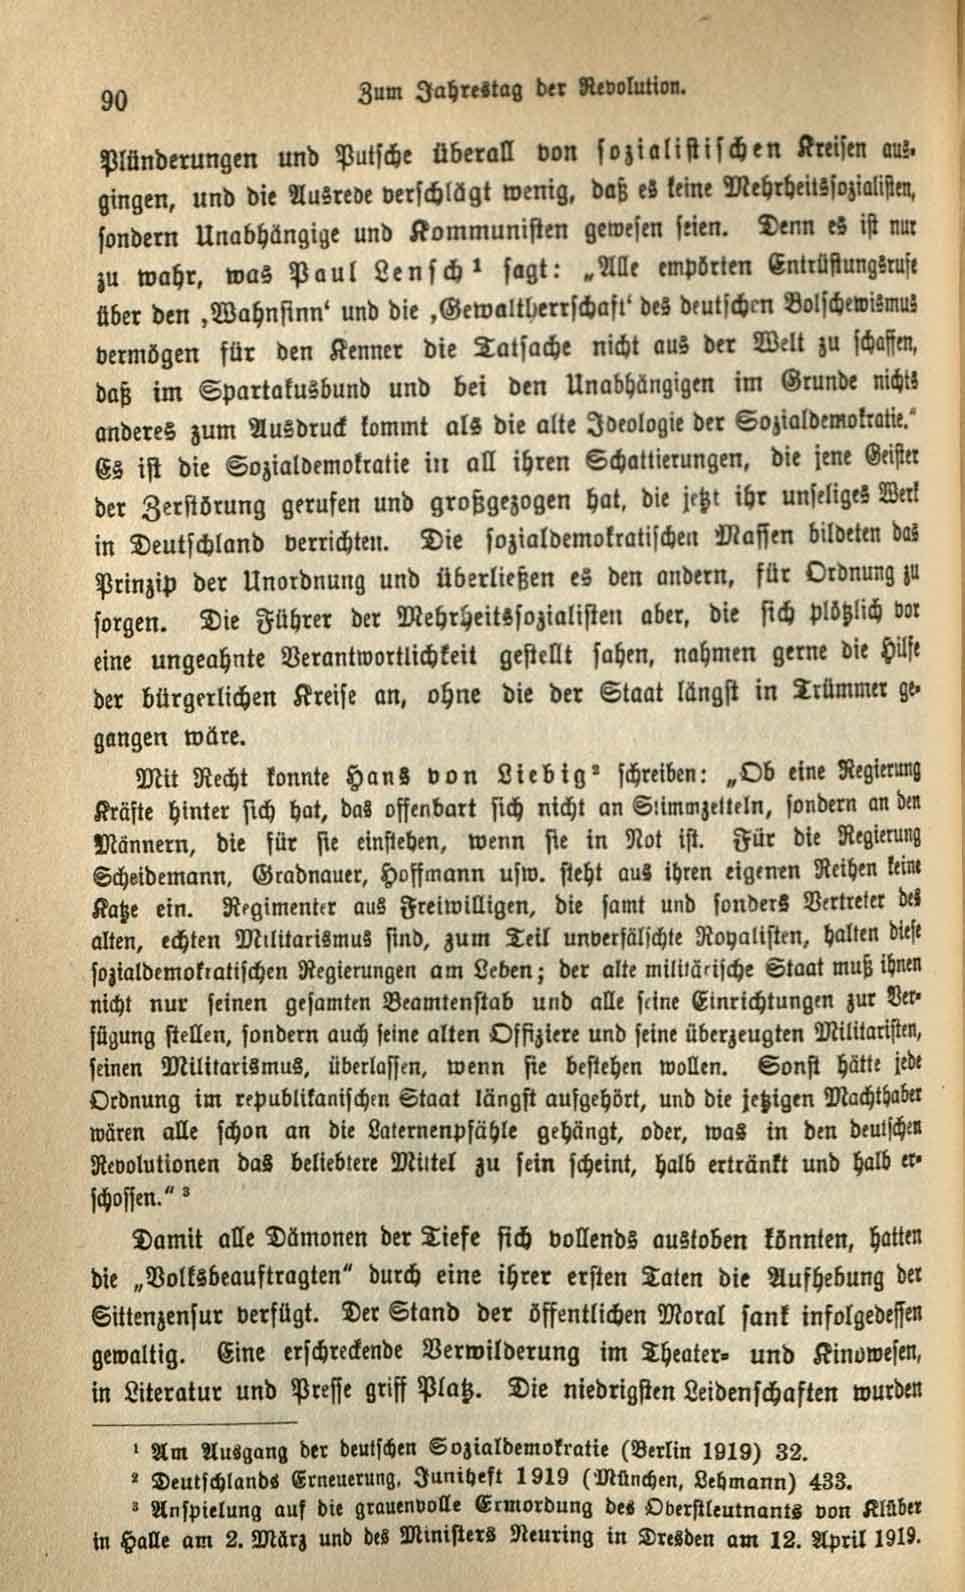 90
Zum Jahrestag der Revolution.
Plünderungen und Putsche überall von sozialistischen Kreisen aus-
gingen, und die Ausrede verschlägt wenig, daß es keine Mehrheitssozialisten,
sondern Unabhängige und Kommunisten gewesen seien. Denn es ist nur
zu wahr, was Paul Lensch ¹ sagt: „Alle empörten Entrüstungsrufe
über den ‚Wahnsinn‘ und die ‚Gewaltherrschaft‘ des deutschen Bolschewismus
vermögen für den Kenner die Tatsache nicht aus der Welt zu schaffen,
daß im Spartakusbund und bei den Unabhängigen im Grunde nichts
anderes zum Ausdruck kommt als die alte Ideologie der Sozialdemokratie.“
Es ist die Sozialdemokratie in all ihren Schattierungen, die jene Geister
der Zerstörung gerufen und großgezogen hat, die jetzt ihr unseliges Werk
in Deutschland verrichten. Die sozialdemokratischen Massen bildeten das
Prinzip der Unordnung und überließen es den andern, für Ordnung zu
sorgen. Die Führer der Mehrheitssozialisten aber, die sich plötzlich vor
eine ungeahnte Verantwortlichkeit gestellt sahen, nahmen gerne die Hilfe
der bürgerlichen Kreise an, ohne die der Staat längst in Trümmer ge-
gangen wäre.
Mit Recht konnte Hans von Liebig ² schreiben: „Ob eine Regierung
Kräfte hinter sich hat, das offenbart sich nicht an Stimmzetteln, sondern an den
Männern, die für sie einstehen, wenn sie in Not ist. Für die Regierung
Scheidemann, Gradnauer, Hoffmann usw. steht aus ihren eigenen Reihen keine
Katze ein. Regimenter aus Freiwilligen, die samt und sonders Vertreter des
alten, echten Militarismus sind, zum Teil unverfälschte Royalisten, halten diese
sozialdemokratischen Regierungen am Leben; der alte militärische Staat muß ihnen
nicht nur seinen gesamten Beamtenstab und alle seine Einrichtungen zur Ver-
fügung stellen, sondern auch seine alten Offiziere und seine überzeugten Militaristen,
seinen Militarismus, überlassen, wenn sie bestehen wollen. Sonst hätte jede
Ordnung im republikanischen Staat längst aufgehört, und die jetzigen Machthaber
wären alle schon an die Laternenpfähle gehängt, oder, was in den deutschen
Revolutionen das beliebtere Mittel zu sein scheint, halb ertränkt und halb er-
schossen.“ ³
Damit alle Dämonen der Tiefe sich vollends austoben könnten, hatten
die „Volksbeauftragten“ durch eine ihrer ersten Taten die Aufhebung der
Sittenzensur verfügt. Der Stand der öffentlichen Moral sank infolgedessen
gewaltig. Eine erschreckende Verwilderung im Theater- und Kinowesen,
in Literatur und Presse griff Platz. Die niedrigsten Leidenschaften wurden
¹ Am Ausgang der deutschen Sozialdemokratie (Berlin 1919) 32.
² Deutschlands Erneuerung, Juniheft 1919 (München, Lehmann) 433.
³ Anspielung auf die grauenvolle Ermordung des Oberstleutnants von Klüber
in Halle am 2. März und des Ministers Neuring in Dresden am 12. April 1919.